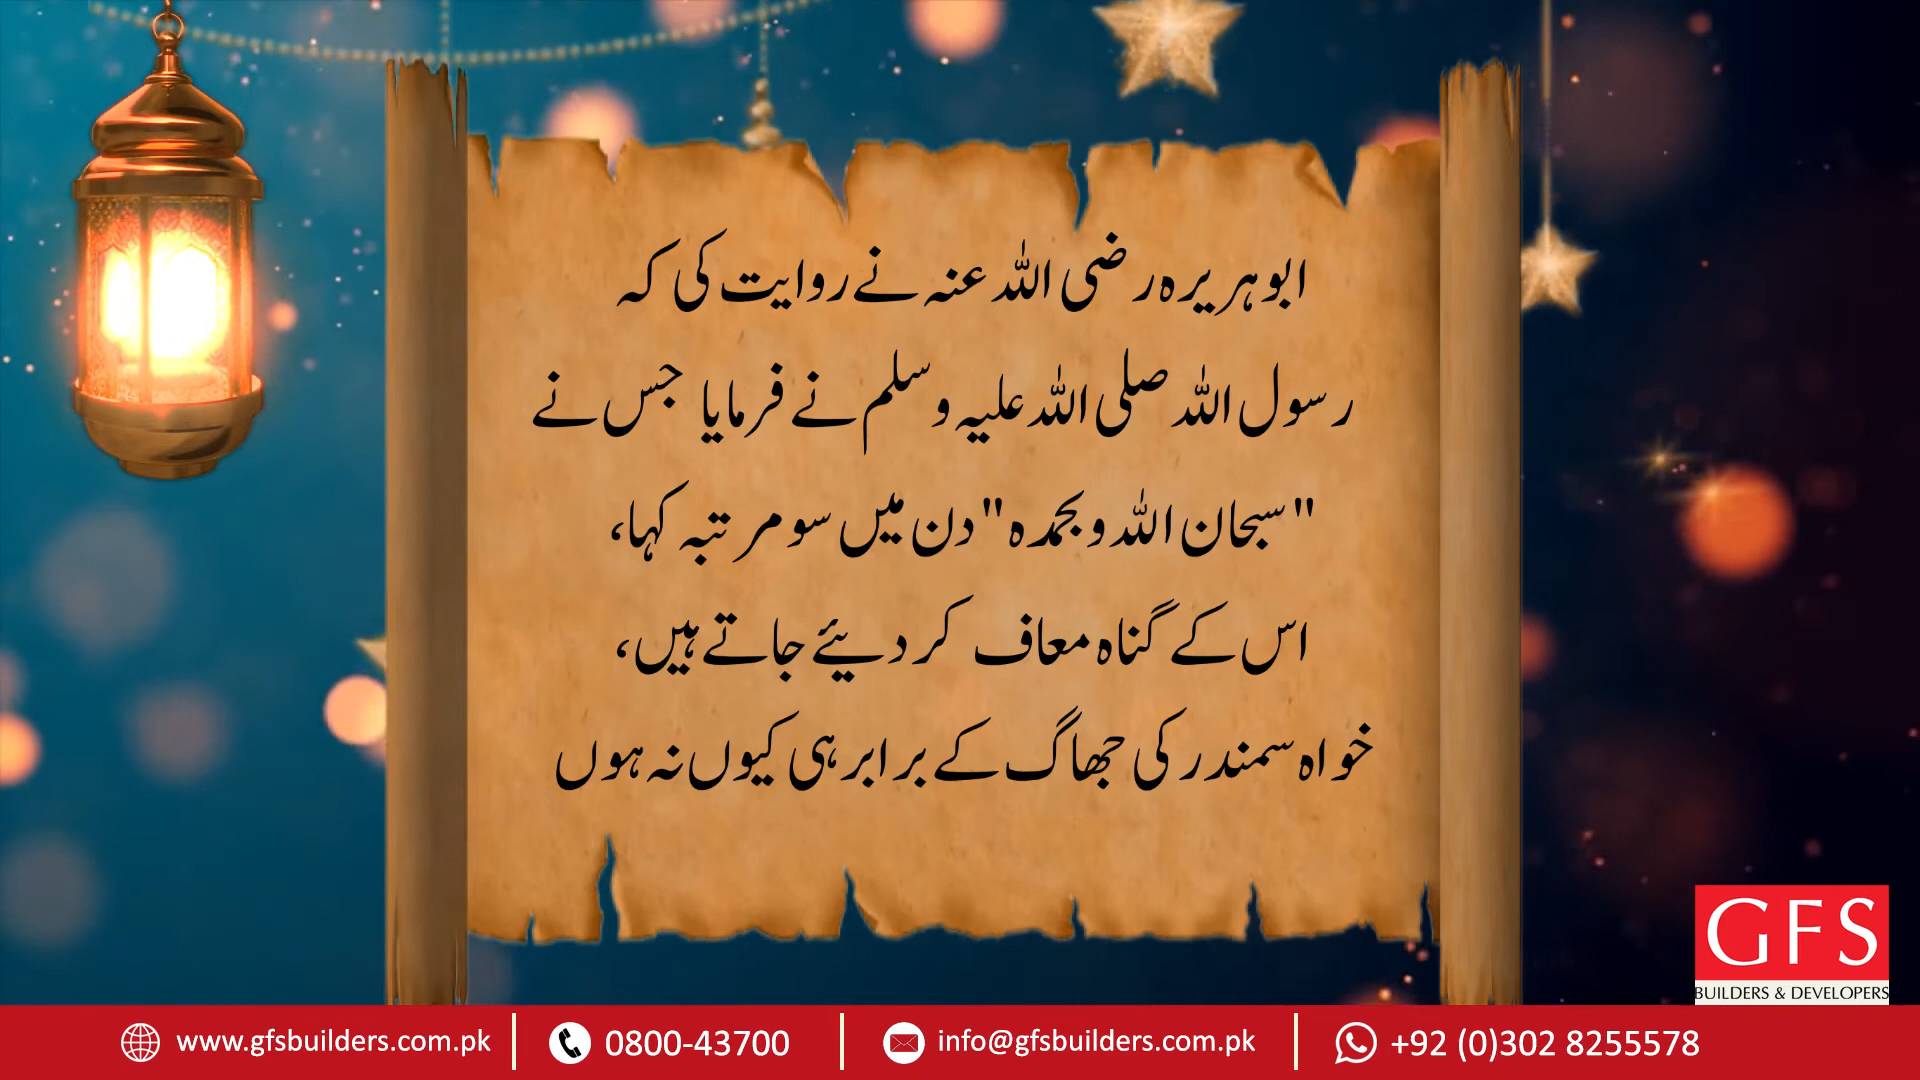 ابوہریرہ رضی اللہ عنہ نے روایت کی کہ
رسول اللہ صلی اللہ علیہ وسلم نے فرمایا جس نے
"سبحان اللہ وبحمدہ" دن میں سو مرتبہ کہا،
اس کے گناہ معاف کر دیئے جاتے ہیں،
خواہ سمندر کی جھاگ کے برابر ہی کیوں نہ ہوں
GFS
BUILDERS & DEVELOPERS
www.gfsbuilders.com.pk
0800-43700
info@gfsbuilders.com.pk
+92 (0)302 8255578